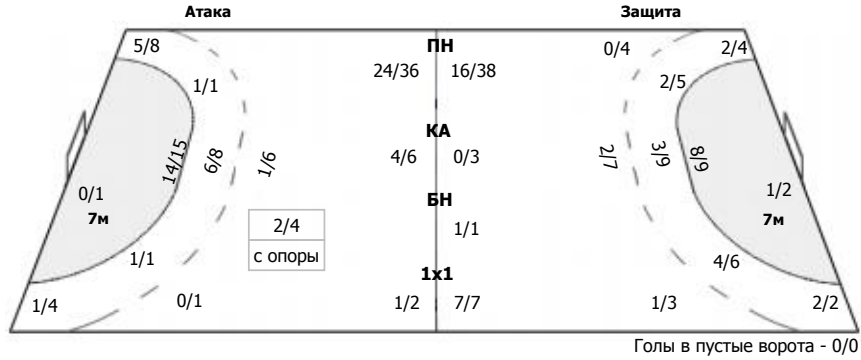 Атака Защита
5/8 ПН 0/4 2/4
1/1 24/36 16/38 2/5
14/15 6/8 1/6 КА 2/7 3/9 8/9
4/6 0/3
0/1 БН 1/2
7м 2/4 1/1 7м
1/1 с опоры 4/6
1x1
1/4 0/1 1/2 7/7 1/3 2/2
Голы в пустые ворота - 0/0